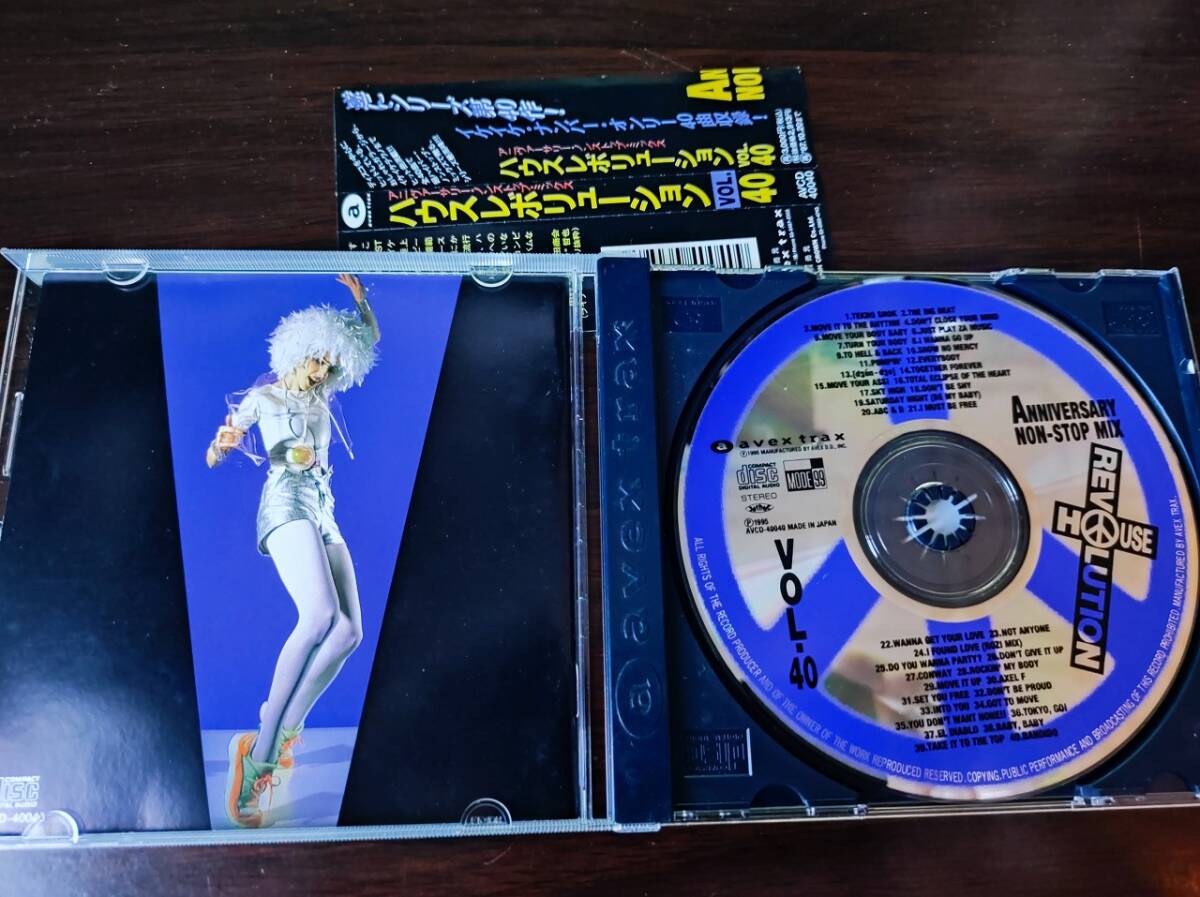 遂にシリーズ第40作!
イケイケ・ナンバー・オンリー40曲収録!
アニヴァーサリー・ノンストップ・ミックス
ハウスレボリューション VOL. 40
AN
NON
a
アニヴァーサリー・ノンストップ・ミックス
ハウスレボリューション VOL. 40
AVCD
40040
avex trax
COMPACT
disc
DIGITAL AUDIO
1.TEKNO SHOK 2.THE BIG BEAT
3.MOVE IT TO THE RHYTHM 4.DON'T CLOSE YOUR MIND
5.MOVE YOUR BODY BABY 6.JUST PLAY ZA MUSIC
7.TURN YOUR BODY 8.I WANNA GO UP
9.TO HELL & BACK 10.SHOW NO MERCY
11.PUMPIN' 12.EVERYBODY
14.TOGETHER FOREVER
15.MOVE YOUR ASS! 16.TOTAL ECLIPSE OF THE HEART
17.SKY HIGH 18.DON'T BE SHY
19.SATURDAY NIGHT (BE MY BABY)
20.ABC & D 21.I MUST BE FREE
ANNIVERSARY
NON-STOP MIX
a avex trax
COMPACT
disc
DIGITAL AUDIO
MODE 99
STEREO
Ⓟ1995
AVCD-40040 MADE IN JAPAN
REVOLUTION
HOUSE
VOL.40
22.WANNA GET YOUR LOVE 23.NOT ANYONE
24.I FOUND LOVE (ROZI MIX)
25.DO YOU WANNA PARTY? 26.DON'T GIVE IT UP
27.CONWAY 28.ROCKIN' MY BODY
29.MOVE IT UP 30.AXEL F
31.SET YOU FREE 32.DON'T BE PROUD
33.INTO YOU 34.GOT TO MOVE
35.YOU DON'T WANT NONE!! 36.TOKYO, GO!
37.EL DIABLO 38.BABY, BABY
39.TAKE IT TO THE TOP 40.BANDIDO
ALL RIGHTS OF THE RECORD PRODUCER AND OF THE OWNER OF THE WORK REPRODUCED RESERVED. COPYING, PUBLIC PERFORMANCE AND BROADCASTING OF THIS RECORD PROHIBITED. MANUFACTURED BY AVEX TRAX.